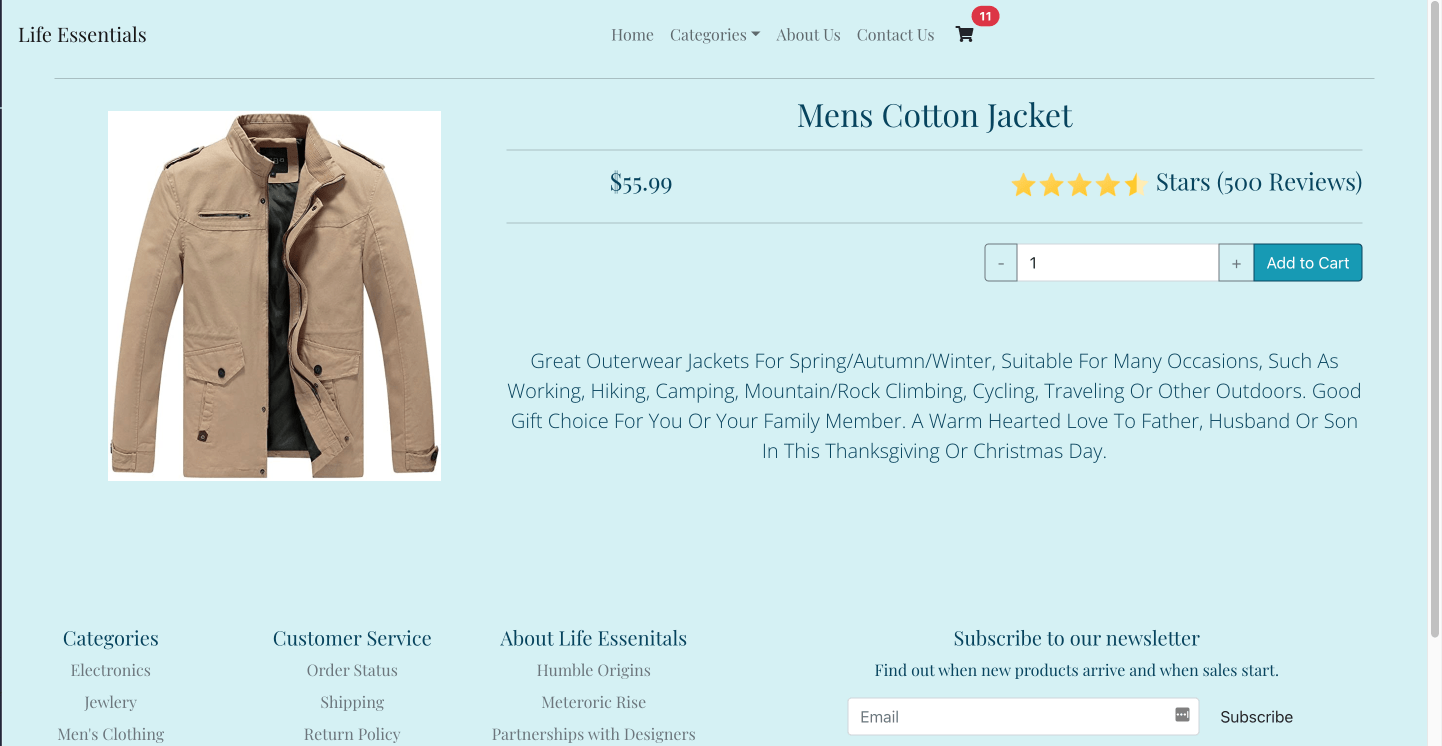 Life Essentials
Home Categories About Us Contact Us
11
Mens Cotton Jacket
$55.99
Stars (500 Reviews)
- 1 + Add to Cart
Great Outerwear Jackets For Spring/Autumn/Winter, Suitable For Many Occasions, Such As
Working, Hiking, Camping, Mountain/Rock Climbing, Cycling, Traveling Or Other Outdoors. Good
Gift Choice For You Or Your Family Member. A Warm Hearted Love To Father, Husband Or Son
In This Thanksgiving Or Christmas Day.
Categories
Electronics
Jewlery
Men's Clothing
Customer Service
Order Status
Shipping
Return Policy
About Life Essenitals
Humble Origins
Meteroric Rise
Partnerships with Designers
Subscribe to our newsletter
Find out when new products arrive and when sales start.
Email
Subscribe